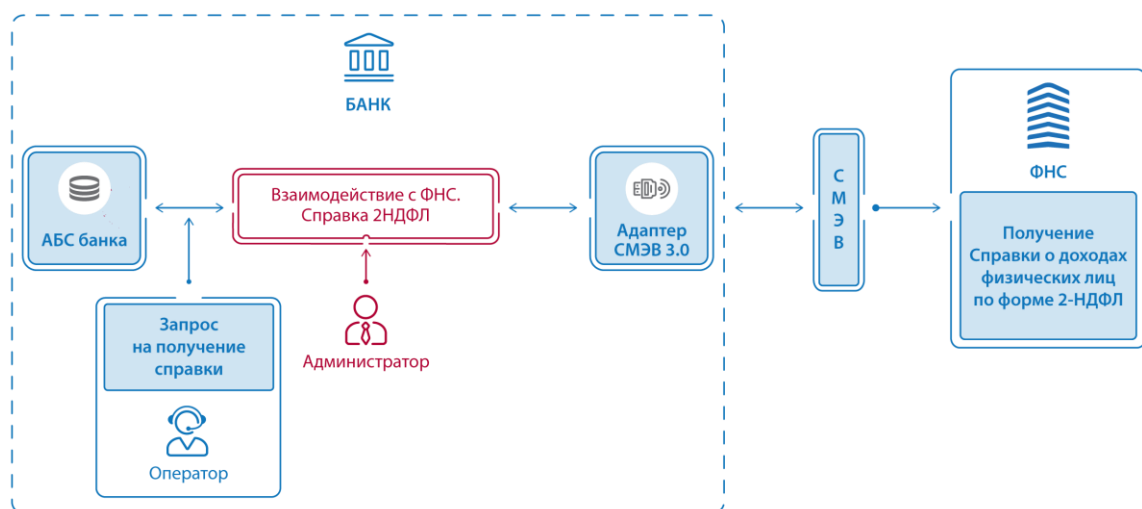 БАНК
АБС банка
Взаимодействие с ФНС.
Справка 2НДФЛ
Адаптер
СМЭВ 3.0
С
М
Э
В
ФНС
Получение
Справки о доходах
физических лиц
по форме 2-НДФЛ
Запрос
на получение
справки
Оператор
Администратор